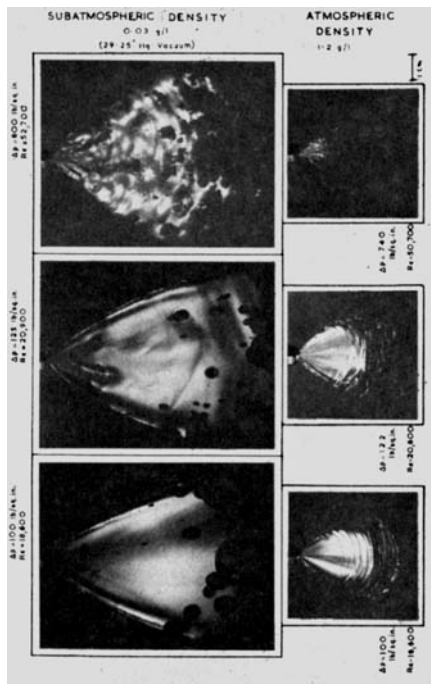 SUBATMOSPHERIC DENSITY
0·03 g/l
(29·25" Hg Vacuum)
ATMOSPHERIC
DENSITY
1·2 g/l
1 cm
Δp=800 lb/sq.in.
Re=52,700
Δp=740
lb/sq.in.
Re=50,700
Δp=125 lb/sq.in.
Re=20,900
Δp=122
lb/sq.in.
Re=20,600
Δp=100 lb/sq.in.
Re=18,600
Δp=100
lb/sq.in.
Re=18,600